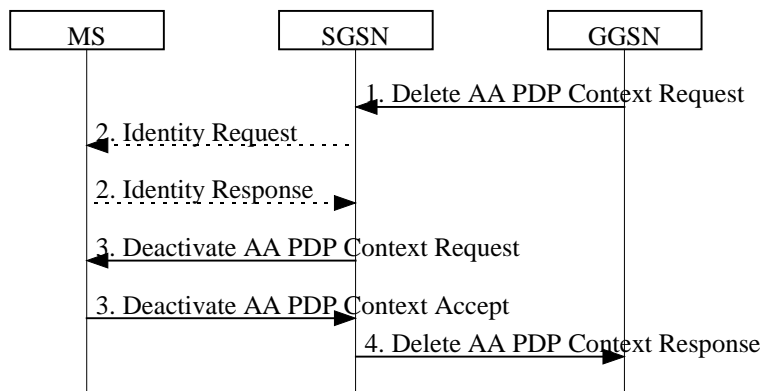 MS
SGSN
GGSN
1. Delete AA PDP Context Request
2. Identity Request
2. Identity Response
3. Deactivate AA PDP Context Request
3. Deactivate AA PDP Context Accept
4. Delete AA PDP Context Response